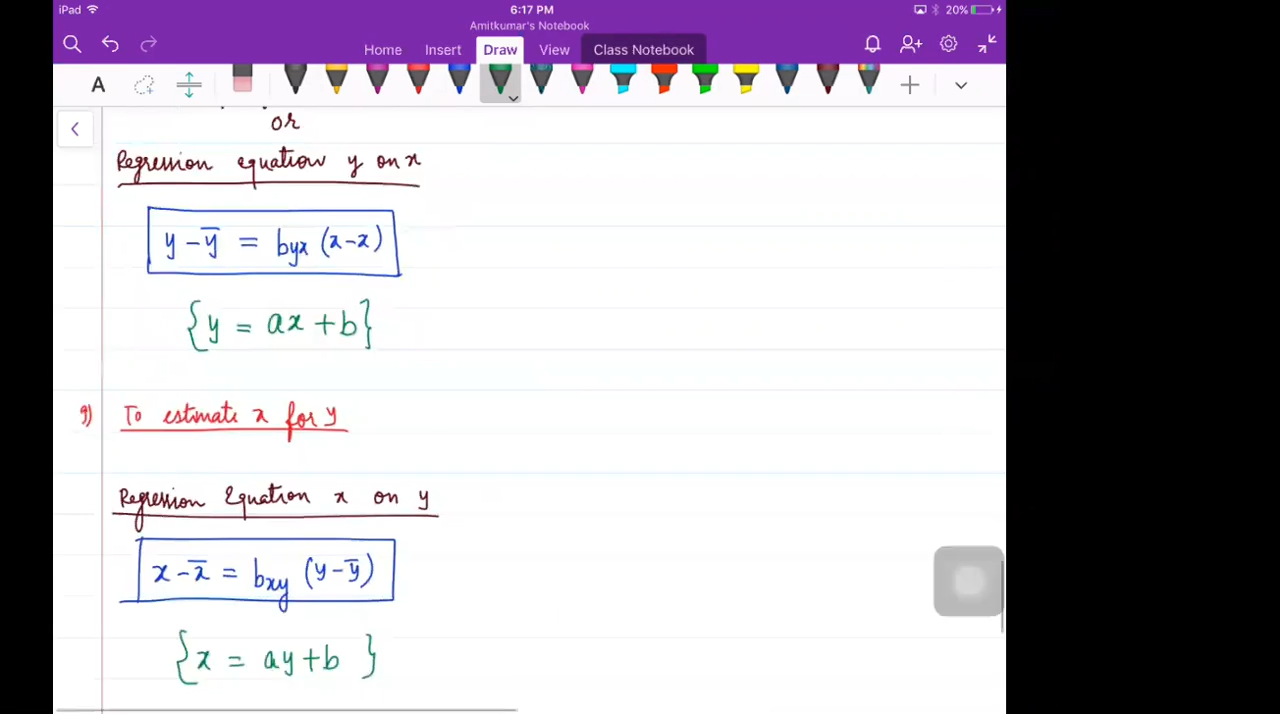 iPad 6:17 PM 20%
Amitkumar's Notebook
Home Insert Draw View Class Notebook
A
or
Regression equation y on x
y - ȳ = byx (x-x)
{y = ax + b}
9) To estimate x for y
Regression Equation x on y
x - x̄ = bxy (y - ȳ)
{x = ay + b }